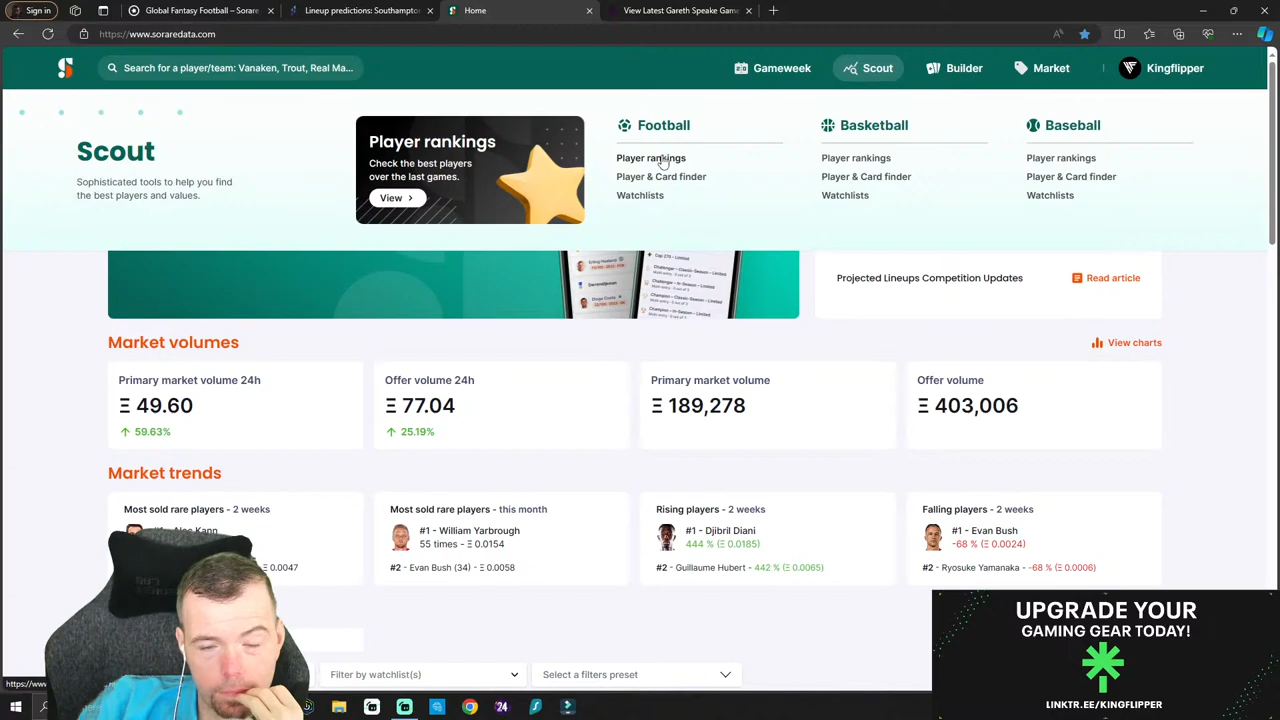 Sign in
Global Fantasy Football – Sorare
Lineup predictions: Southampton
Home
View Latest Gareth Speake Game
https://www.soraredata.com
Search for a player/team: Vanaken, Trout, Real Ma...
Gameweek
Scout
Builder
Market
Kingflipper
Scout
Sophisticated tools to help you find
the best players and values.
Player rankings
Check the best players
over the last games.
View
Football
Player rankings
Player & Card finder
Watchlists
Basketball
Player rankings
Player & Card finder
Watchlists
Baseball
Player rankings
Player & Card finder
Watchlists
Projected Lineups Competition Updates
Read article
Market volumes
View charts
Primary market volume 24h
Ξ 49.60
59.63%
Offer volume 24h
Ξ 77.04
25.19%
Primary market volume
Ξ 189,278
Offer volume
Ξ 403,006
Market trends
Most sold rare players - 2 weeks
Ξ 0.0047
Most sold rare players - this month
#1 - William Yarbrough
55 times - Ξ 0.0154
#2 - Evan Bush (34) - Ξ 0.0058
Rising players - 2 weeks
#1 - Djibril Diani
444 % (Ξ 0.0185)
#2 - Guillaume Hubert - 442 % (Ξ 0.0065)
Falling players - 2 weeks
#1 - Evan Bush
-68 % (Ξ 0.0024)
#2 - Ryosuke Yamanaka - -68 % (Ξ 0.0006)
Filter by watchlist(s)
Select a filters preset
https://ww
UPGRADE YOUR
GAMING GEAR TODAY!
LINKTR.EE/KINGFLIPPER